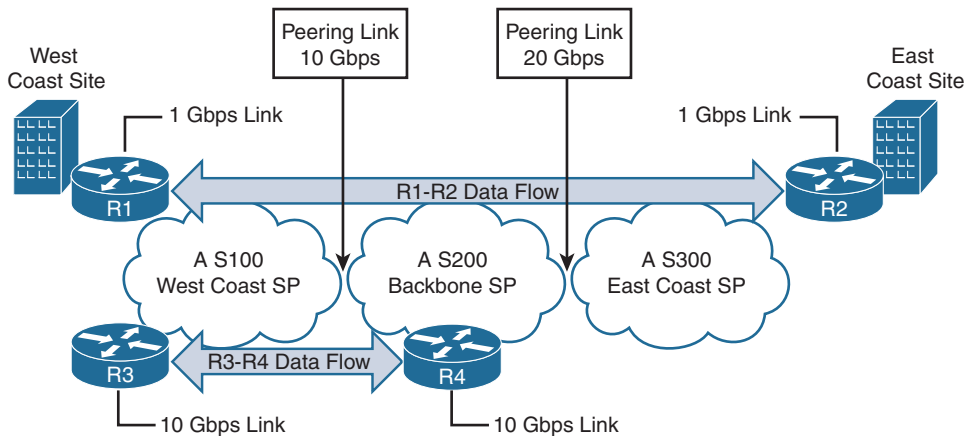 Peering Link
10 Gbps
Peering Link
20 Gbps
West
Coast Site
East
Coast Site
1 Gbps Link
1 Gbps Link
R1
R1-R2 Data Flow
R2
A S100
West Coast SP
A S200
Backbone SP
A S300
East Coast SP
R3
R3-R4 Data Flow
R4
10 Gbps Link
10 Gbps Link